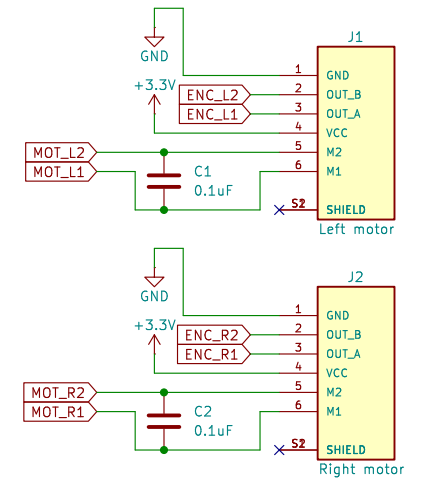 J1
GND
1 GND
+3.3V
ENC_L2 2 OUT_B
ENC_L1 3 OUT_A
4 VCC
MOT_L2 5 M2
MOT_L1 6 M1
C1
0.1uF
SHIELD
Left motor
J2
GND
1 GND
+3.3V
ENC_R2 2 OUT_B
ENC_R1 3 OUT_A
4 VCC
MOT_R2 5 M2
MOT_R1 6 M1
C2
0.1uF
SHIELD
Right motor